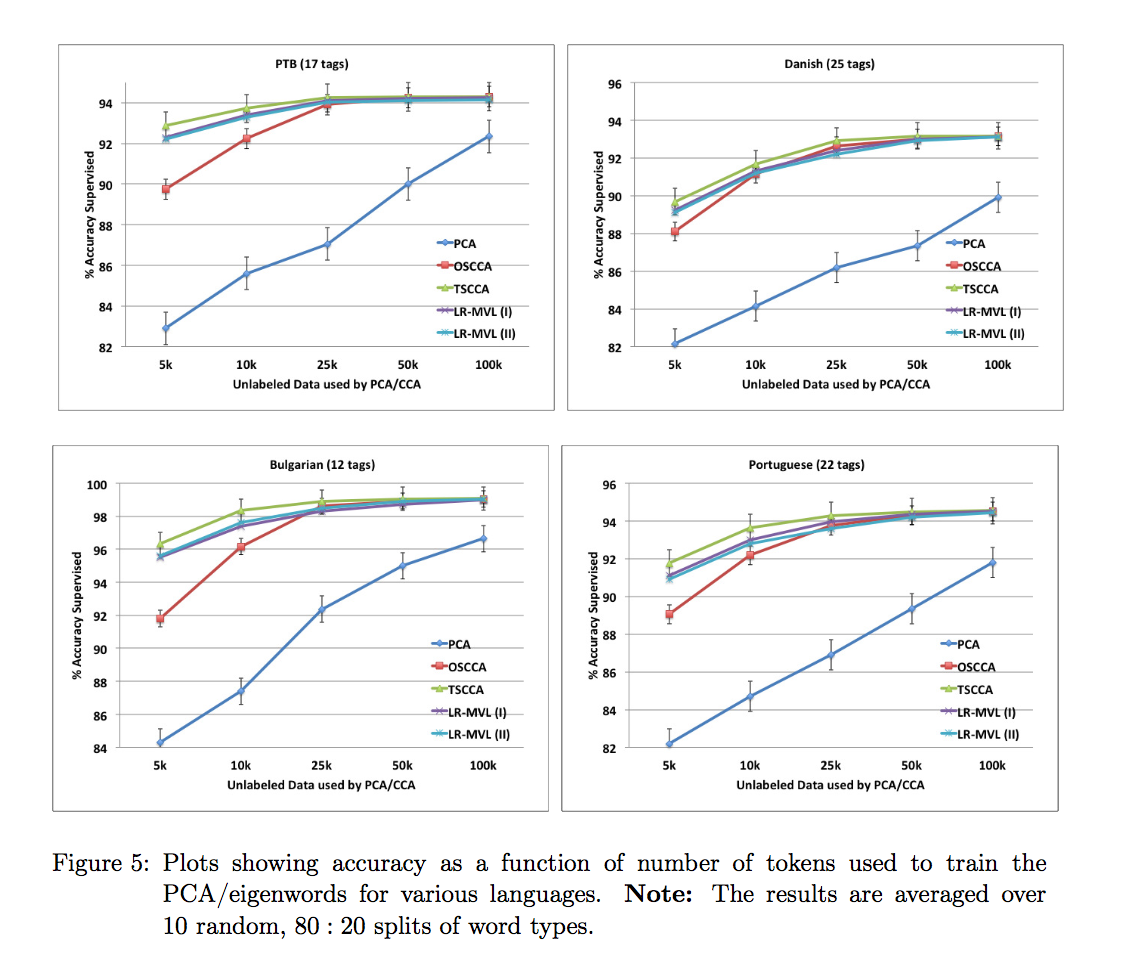 PTB (17 tags)
94
92
90
88
86
84
82
% Accuracy Supervised
PCA
OSCCA
TSCCA
LR-MVL (I)
LR-MVL (II)
5k 10k 25k 50k 100k
Unlabeled Data used by PCA/CCA
Danish (25 tags)
96
94
92
90
88
86
84
82
% Accuracy Supervised
PCA
OSCCA
TSCCA
LR-MVL (I)
LR-MVL (II)
5k 10k 25k 50k 100k
Unlabeled Data used by PCA/CCA
Bulgarian (12 tags)
100
98
96
94
92
90
88
86
84
% Accuracy Supervised
PCA
OSCCA
TSCCA
LR-MVL (I)
LR-MVL (II)
5k 10k 25k 50k 100k
Unlabeled Data used by PCA/CCA
Portuguese (22 tags)
96
94
92
90
88
86
84
82
% Accuracy Supervised
PCA
OSCCA
TSCCA
LR-MVL (I)
LR-MVL (II)
5k 10k 25k 50k 100k
Unlabeled Data used by PCA/CCA
Figure 5: Plots showing accuracy as a function of number of tokens used to train the
PCA/eigenwords for various languages. Note: The results are averaged over
10 random, 80 : 20 splits of word types.